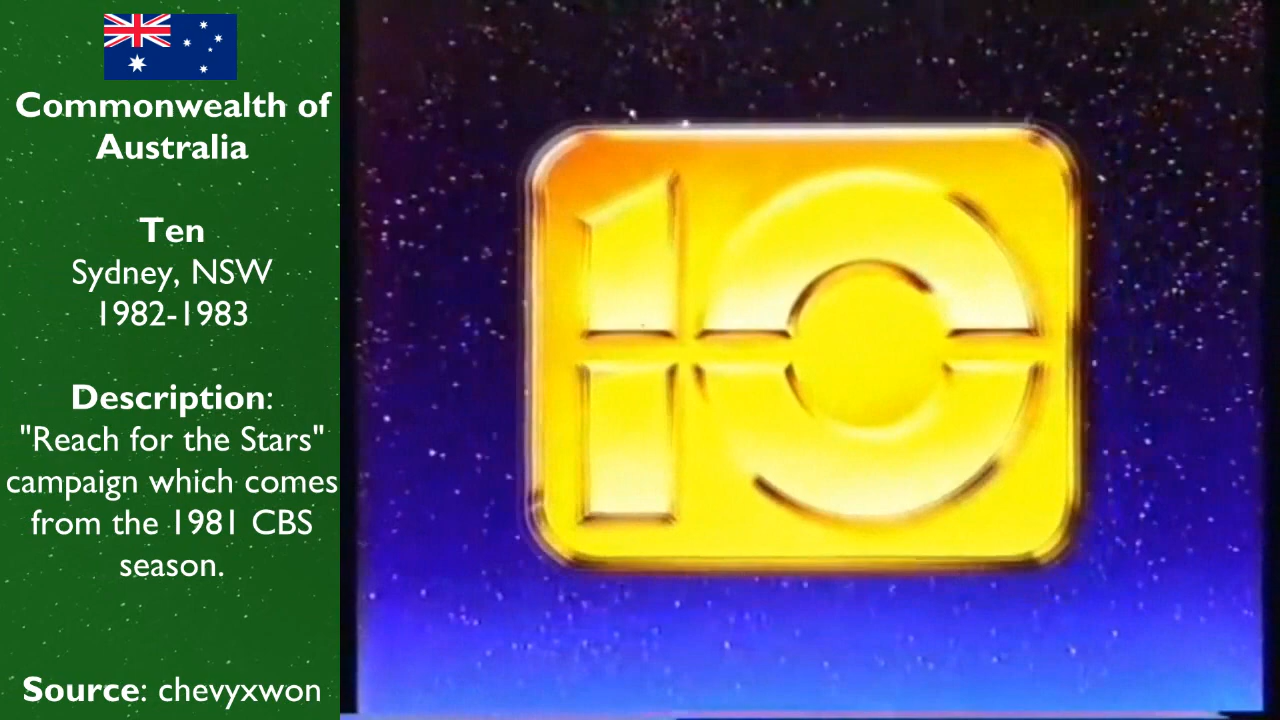 Commonwealth of
Australia
Ten
Sydney, NSW
1982-1983
Description:
"Reach for the Stars"
campaign which comes
from the 1981 CBS
season.
Source: chevyxwon
10